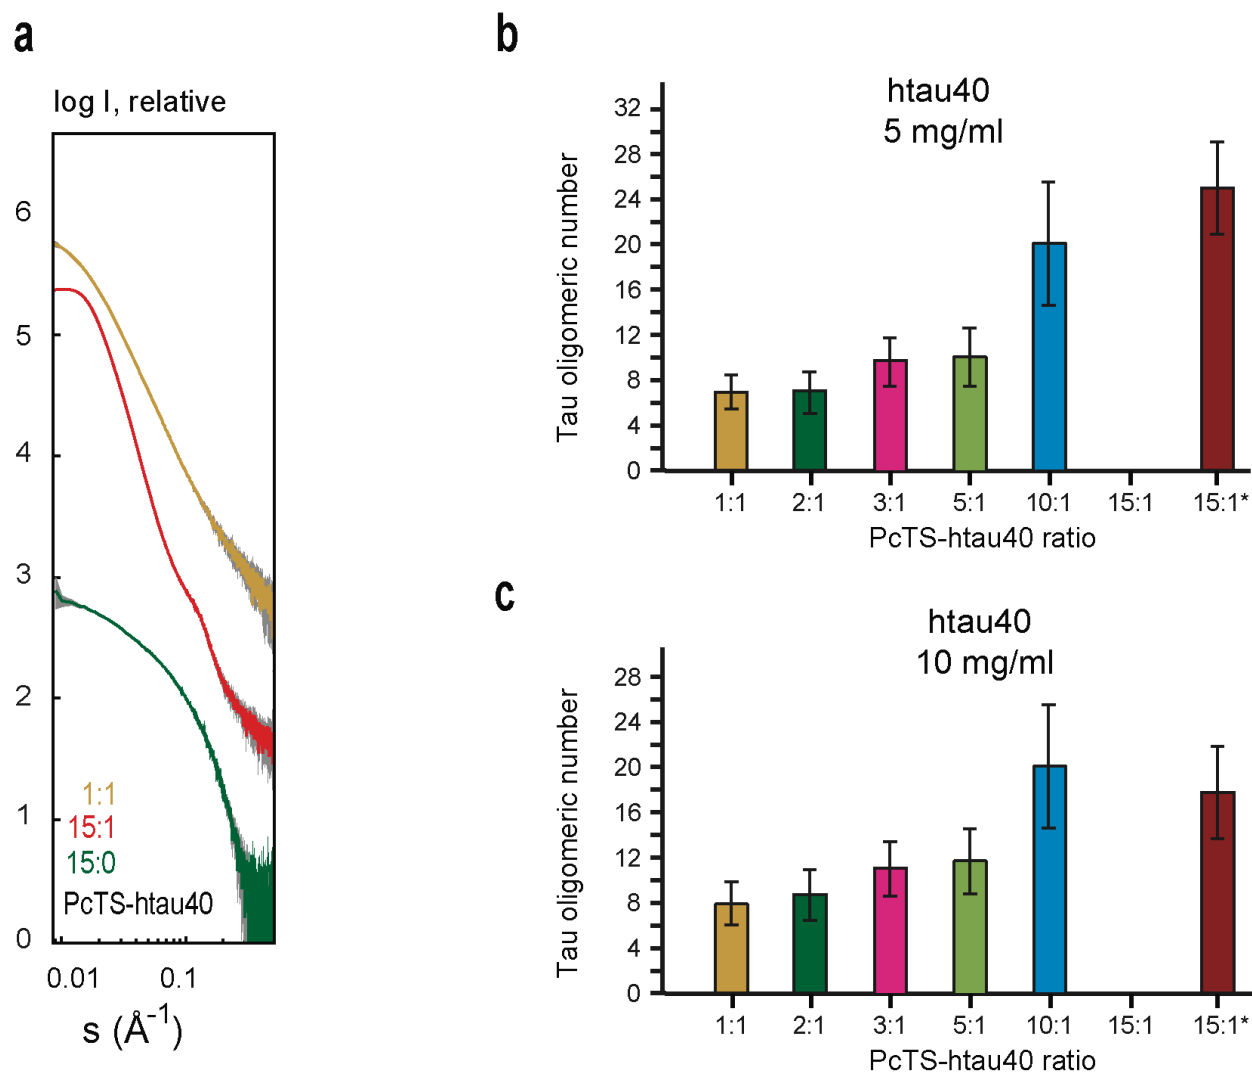 a
log I, relative
6
5
4
3
2
1
0
1:1
15:1
15:0
PcTS-htau40
0.01 0.1
s (Å⁻¹)
b
htau40
5 mg/ml
Tau oligomeric number
32
28
24
20
16
12
8
4
0
1:1 2:1 3:1 5:1 10:1 15:1 15:1*
PcTS-htau40 ratio
c
htau40
10 mg/ml
Tau oligomeric number
28
24
20
16
12
8
4
0
1:1 2:1 3:1 5:1 10:1 15:1 15:1*
PcTS-htau40 ratio